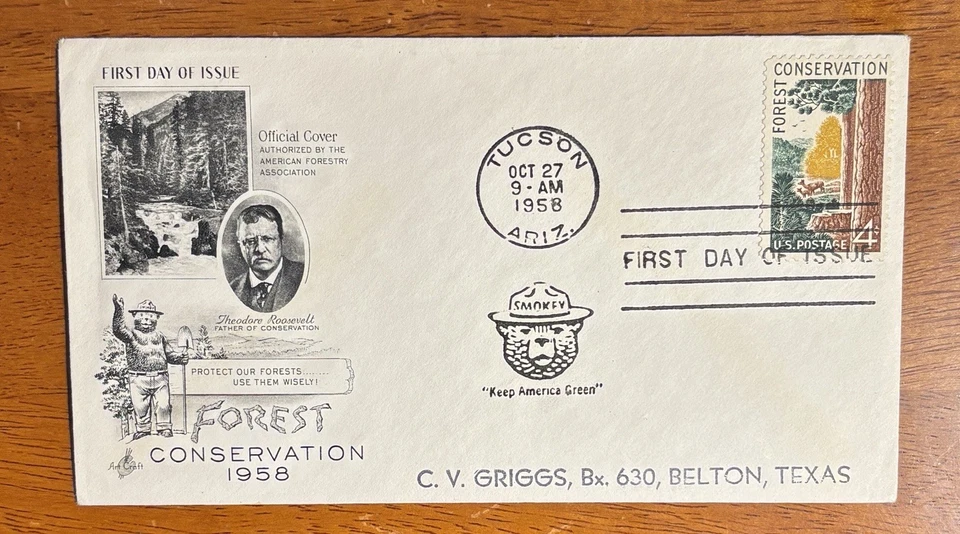 FIRST DAY OF ISSUE
Official Cover
AUTHORIZED BY THE
AMERICAN FORESTRY
ASSOCIATION
Theodore Roosevelt
FATHER OF CONSERVATION
PROTECT OUR FORESTS........
USE THEM WISELY!
FOREST
CONSERVATION
1958
Art Craft
TUCSON
OCT 27
9-AM
1958
ARIZ.
SMOKEY
"Keep America Green"
FOREST CONSERVATION
U.S. POSTAGE 4¢
FIRST DAY OF ISSUE
C. V. GRIGGS, Bx. 630, BELTON, TEXAS